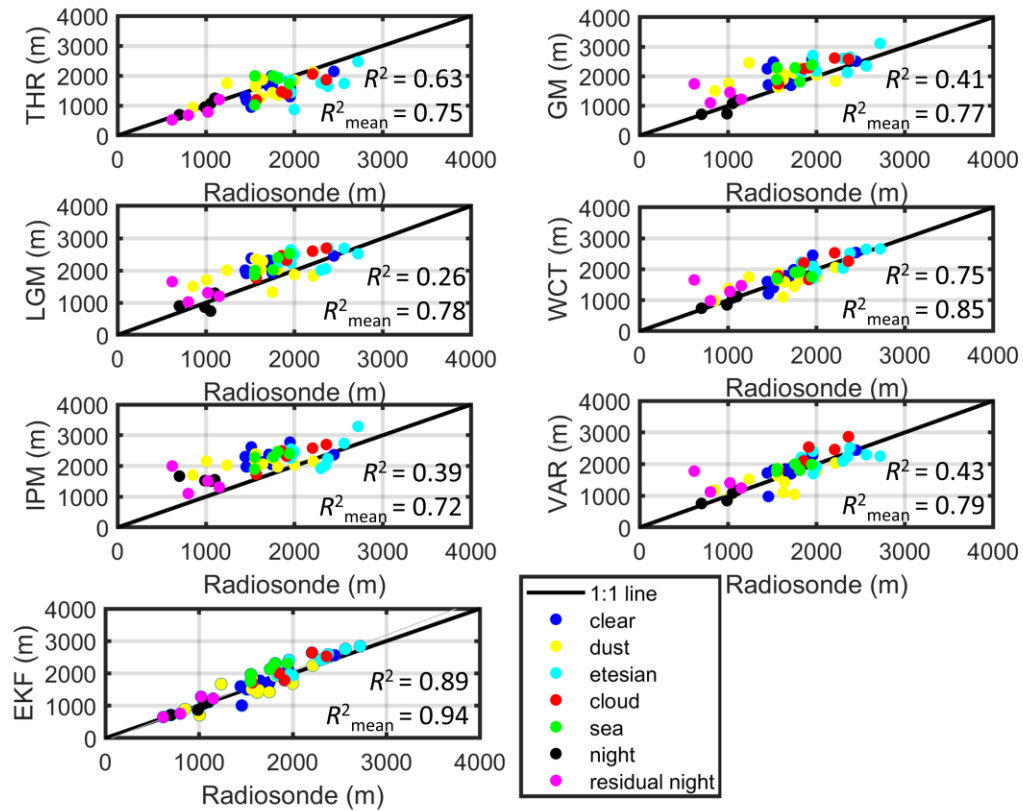 4000
3000
2000
1000
0
THR (m)
R² = 0.63
R²mean = 0.75
0 1000 2000 3000 4000
Radiosonde (m)
4000
3000
2000
1000
0
GM (m)
R² = 0.41
R²mean = 0.77
0 1000 2000 3000 4000
Radiosonde (m)
4000
3000
2000
1000
0
LGM (m)
R² = 0.26
R²mean = 0.78
0 1000 2000 3000 4000
Radiosonde (m)
4000
3000
2000
1000
0
WCT (m)
R² = 0.75
R²mean = 0.85
0 1000 2000 3000 4000
Radiosonde (m)
4000
3000
2000
1000
0
IPM (m)
R² = 0.39
R²mean = 0.72
0 1000 2000 3000 4000
Radiosonde (m)
4000
3000
2000
1000
0
VAR (m)
R² = 0.43
R²mean = 0.79
0 1000 2000 3000 4000
Radiosonde (m)
4000
3000
2000
1000
0
EKF (m)
R² = 0.89
R²mean = 0.94
0 1000 2000 3000 4000
Radiosonde (m)
1:1 line
clear
dust
etesian
cloud
sea
night
residual night